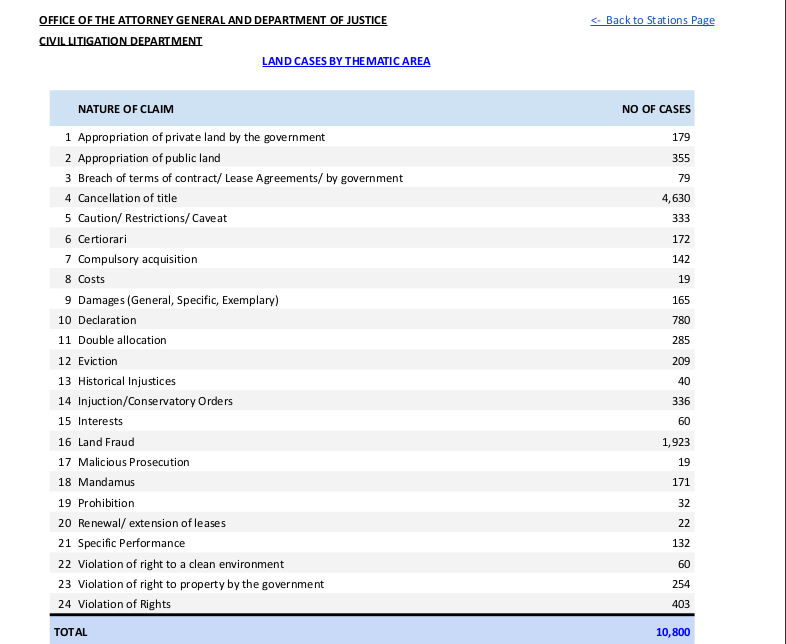 OFFICE OF THE ATTORNEY GENERAL AND DEPARTMENT OF JUSTICE <- Back to Stations Page
CIVIL LITIGATION DEPARTMENT
LAND CASES BY THEMATIC AREA
NATURE OF CLAIM NO OF CASES
1 Appropriation of private land by the government 179
2 Appropriation of public land 355
3 Breach of terms of contract/ Lease Agreements/ by government 79
4 Cancellation of title 4,630
5 Caution/ Restrictions/ Caveat 333
6 Certiorari 172
7 Compulsory acquisition 142
8 Costs 19
9 Damages (General, Specific, Exemplary) 165
10 Declaration 780
11 Double allocation 285
12 Eviction 209
13 Historical Injustices 40
14 Injuction/Conservatory Orders 336
15 Interests 60
16 Land Fraud 1,923
17 Malicious Prosecution 19
18 Mandamus 171
19 Prohibition 32
20 Renewal/ extension of leases 22
21 Specific Performance 132
22 Violation of right to a clean environment 60
23 Violation of right to property by the government 254
24 Violation of Rights 403
TOTAL 10,800